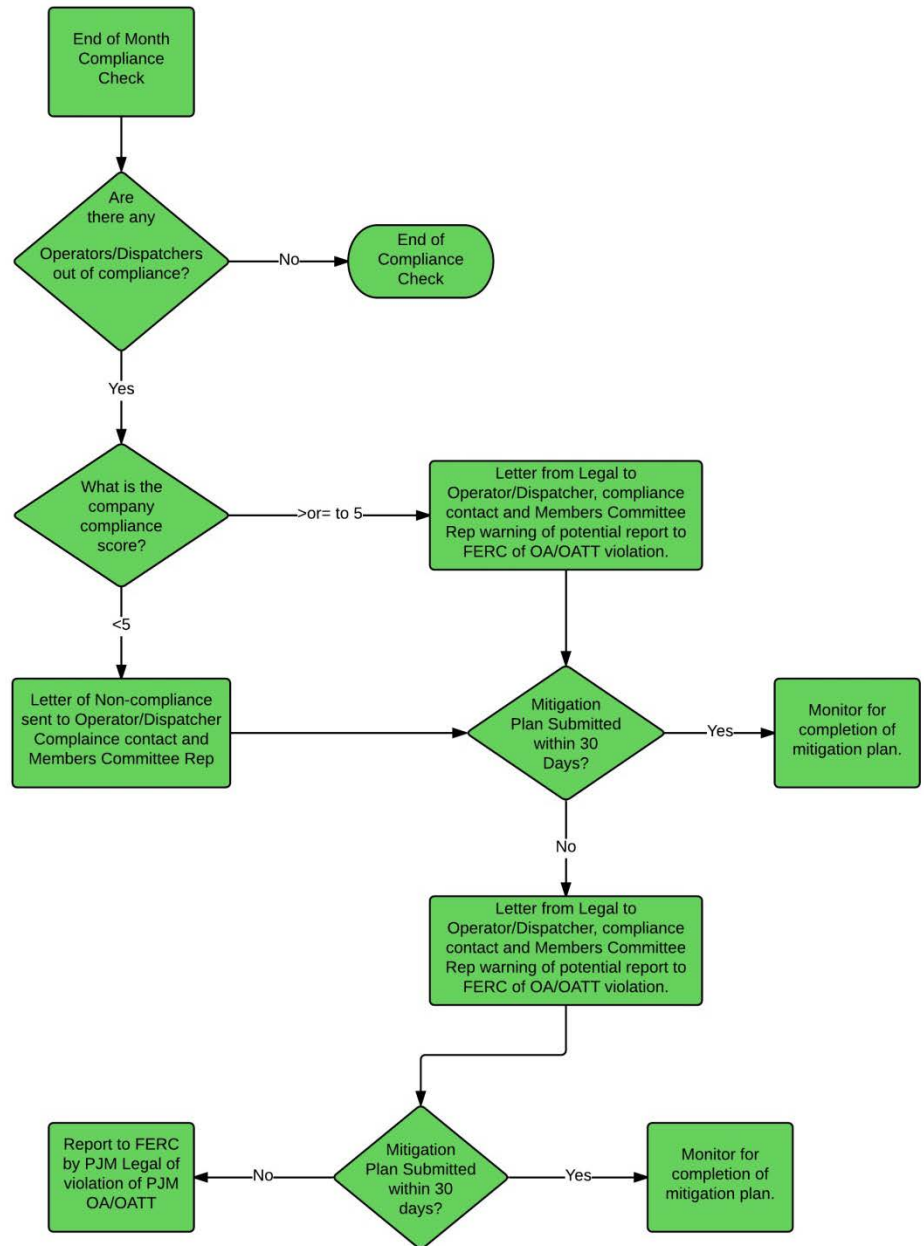 End of Month
Compliance
Check
Are
there any
Operators/Dispatchers
out of compliance?
No
End of
Compliance
Check
Yes
What is the
company
compliance
score?
>or= to 5
Letter from Legal to
Operator/Dispatcher, compliance
contact and Members Committee
Rep warning of potential report to
FERC of OA/OATT violation.
<5
Letter of Non-compliance
sent to Operator/Dispatcher
Complaince contact and
Members Committee Rep
Mitigation
Plan Submitted
within 30
Days?
Yes
Monitor for
completion of
mitigation plan.
No
Letter from Legal to
Operator/Dispatcher, compliance
contact and Members Committee
Rep warning of potential report to
FERC of OA/OATT violation.
Mitigation
Plan Submitted
within 30
days?
No
Report to FERC
by PJM Legal of
violation of PJM
OA/OATT
Yes
Monitor for
completion of
mitigation plan.